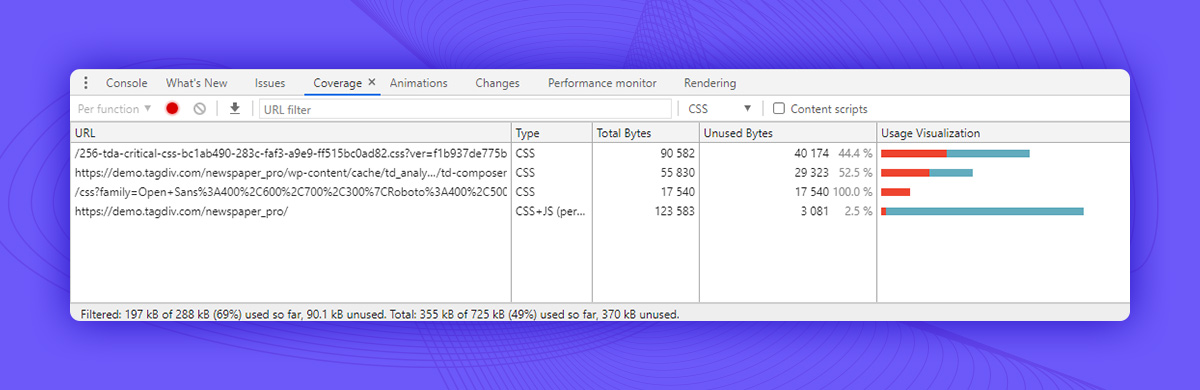 Console What's New Issues Coverage × Animations Changes Performance monitor Rendering
Per function ▼ URL filter CSS ▼ Content scripts
URL Type Total Bytes Unused Bytes Usage Visualization
/256-tda-critical-css-bc1ab490-283c-faf3-a9e9-ff515bc0ad82.css?ver=f1b937de775b CSS 90 582 40 174 44.4 %
https://demo.tagdiv.com/newspaper_pro/wp-content/cache/td_analy.../td-composer CSS 55 830 29 323 52.5 %
/css?family=Open+Sans%3A400%2C600%2C700%2C300%7CRoboto%3A400%2C50C CSS 17 540 17 540 100.0 %
https://demo.tagdiv.com/newspaper_pro/ CSS+JS (per... 123 583 3 081 2.5 %
Filtered: 197 kB of 288 kB (69%) used so far, 90.1 kB unused. Total: 355 kB of 725 kB (49%) used so far, 370 kB unused.